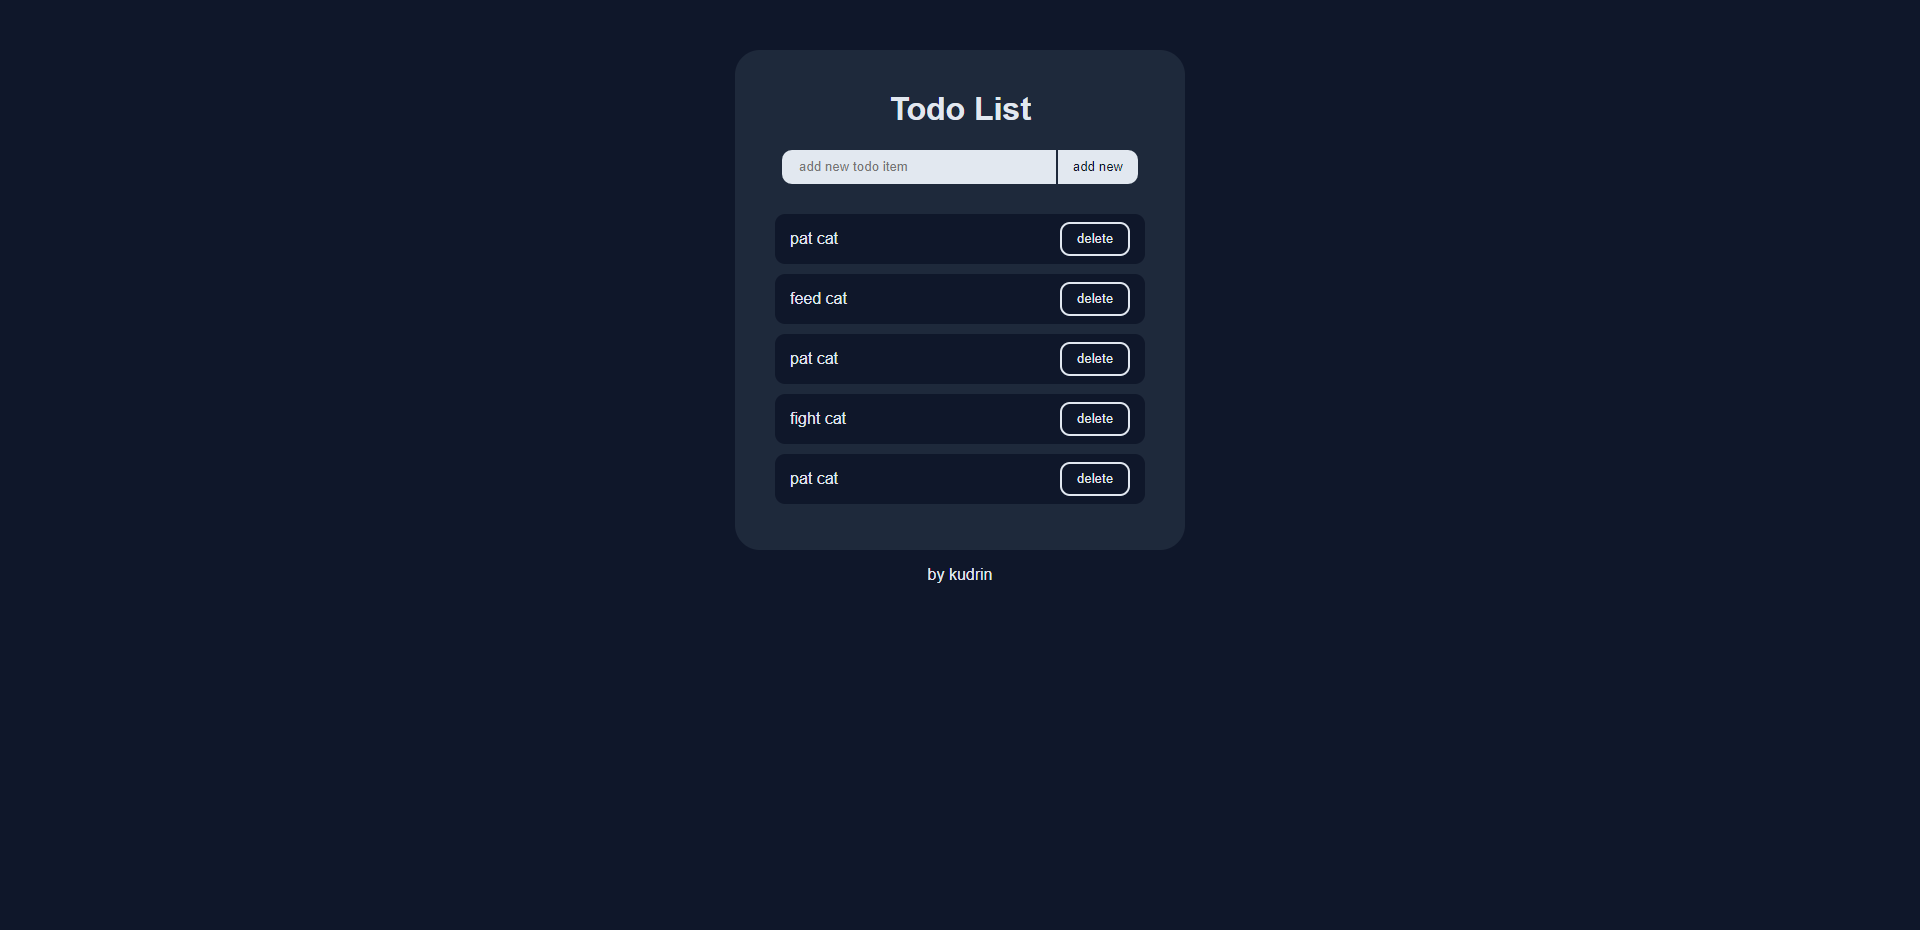 Todo List
add new todo item add new
pat cat delete
feed cat delete
pat cat delete
fight cat delete
pat cat delete
by kudrin